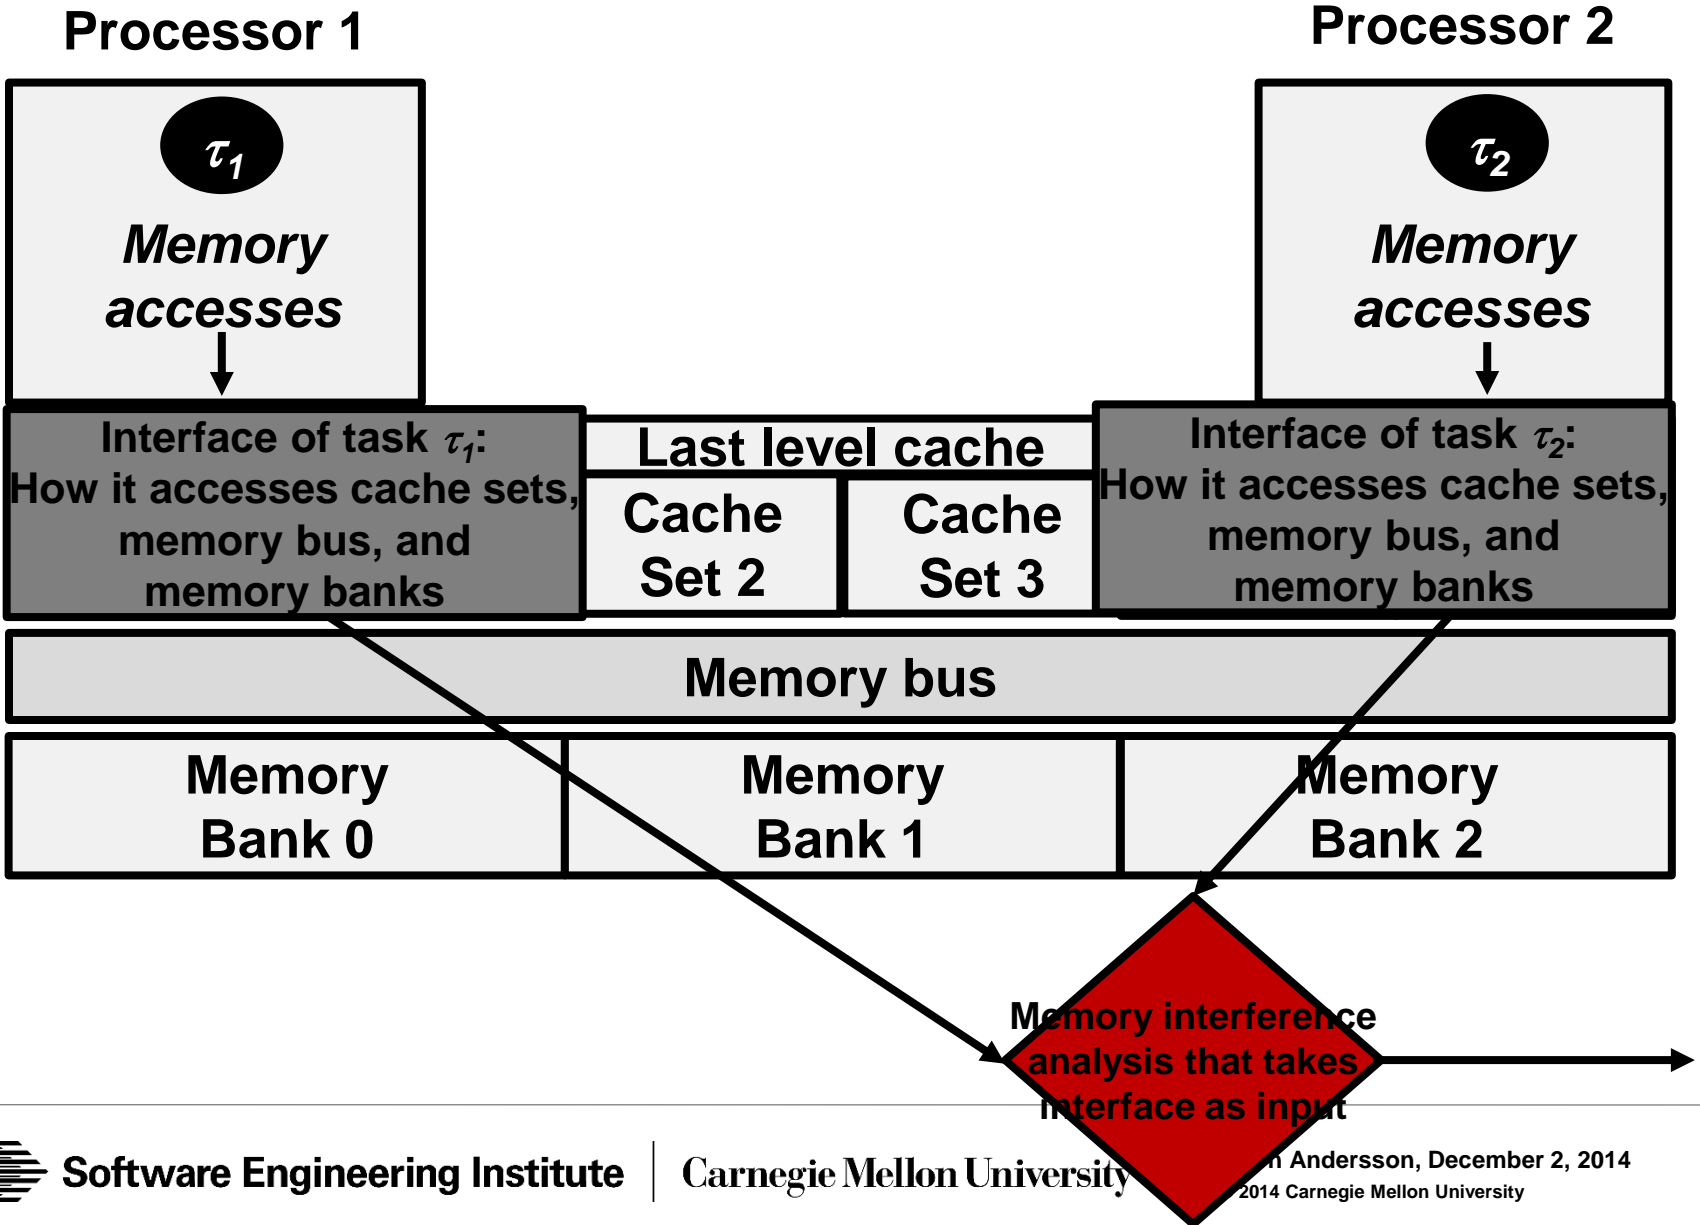 Processor 1
Processor 2
τ1
Memory
accesses
τ2
Memory
accesses
Interface of task τ1:
How it accesses cache sets,
memory bus, and
memory banks
Last level cache
Cache
Set 2
Cache
Set 3
Interface of task τ2:
How it accesses cache sets,
memory bus, and
memory banks
Memory bus
Memory
Bank 0
Memory
Bank 1
Memory
Bank 2
Memory interference
analysis that takes
interface as input
Software Engineering Institute
Carnegie Mellon University
Andersson, December 2, 2014
2014 Carnegie Mellon University